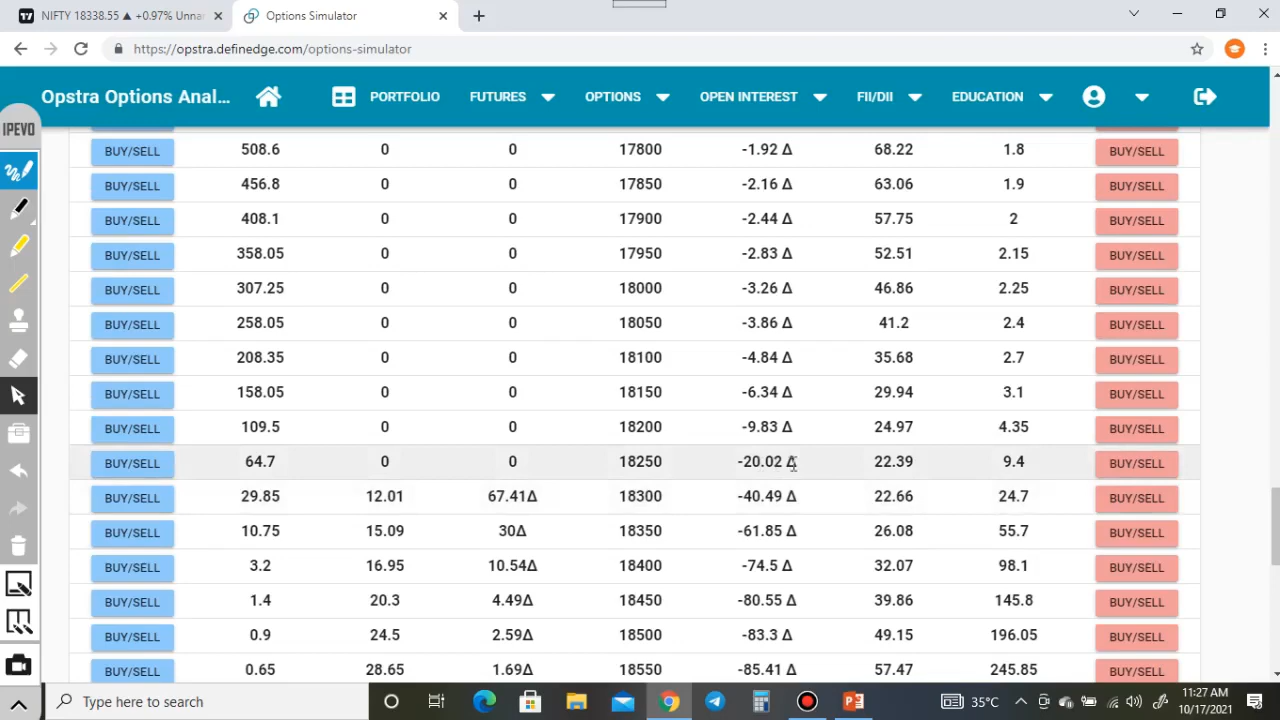 NIFTY 18338.55 ▲ +0.97% Unnar
Options Simulator
https://opstra.definedge.com/options-simulator
Opstra Options Anal...
PORTFOLIO
FUTURES
OPTIONS
OPEN INTEREST
FII/DII
EDUCATION
IPEVO
BUY/SELL 508.6 0 0 17800 -1.92 Δ 68.22 1.8 BUY/SELL
BUY/SELL 456.8 0 0 17850 -2.16 Δ 63.06 1.9 BUY/SELL
BUY/SELL 408.1 0 0 17900 -2.44 Δ 57.75 2 BUY/SELL
BUY/SELL 358.05 0 0 17950 -2.83 Δ 52.51 2.15 BUY/SELL
BUY/SELL 307.25 0 0 18000 -3.26 Δ 46.86 2.25 BUY/SELL
BUY/SELL 258.05 0 0 18050 -3.86 Δ 41.2 2.4 BUY/SELL
BUY/SELL 208.35 0 0 18100 -4.84 Δ 35.68 2.7 BUY/SELL
BUY/SELL 158.05 0 0 18150 -6.34 Δ 29.94 3.1 BUY/SELL
BUY/SELL 109.5 0 0 18200 -9.83 Δ 24.97 4.35 BUY/SELL
BUY/SELL 64.7 0 0 18250 -20.02 Δ 22.39 9.4 BUY/SELL
BUY/SELL 29.85 12.01 67.41Δ 18300 -40.49 Δ 22.66 24.7 BUY/SELL
BUY/SELL 10.75 15.09 30Δ 18350 -61.85 Δ 26.08 55.7 BUY/SELL
BUY/SELL 3.2 16.95 10.54Δ 18400 -74.5 Δ 32.07 98.1 BUY/SELL
BUY/SELL 1.4 20.3 4.49Δ 18450 -80.55 Δ 39.86 145.8 BUY/SELL
BUY/SELL 0.9 24.5 2.59Δ 18500 -83.3 Δ 49.15 196.05 BUY/SELL
BUY/SELL 0.65 28.65 1.69Δ 18550 -85.41 Δ 57.47 245.85 BUY/SELL
Type here to search
35°C
11:27 AM
10/17/2021